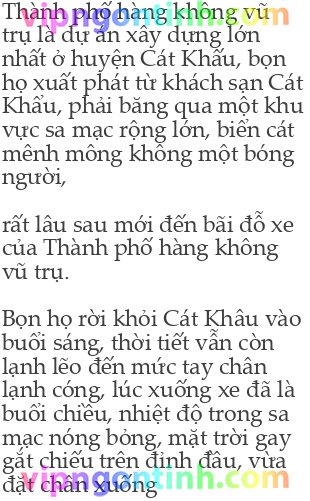 Thành phố hàng không vũ
trụ là dự án xây dựng lớn
nhất ở huyện Cát Khẩu, bọn
họ xuất phát từ khách sạn Cát
Khẩu, phải băng qua một khu
vực sa mạc rộng lớn, biển cát
mênh mông không một bóng
người,
rất lâu sau mới đến bãi đỗ xe
của Thành phố hàng không
vũ trụ.
Bọn họ rời khỏi Cát Khâu vào
buổi sáng, thời tiết vẫn còn
lạnh lẽo đến mức tay chân
lạnh cóng, lúc xuống xe đã là
buổi chiều, nhiệt độ trong sa
mạc nóng bỏng, mặt trời gay
gắt chiếu trên đỉnh đầu, vừa
đặt chân xuống
vipngontinh.com
vipngontinh.com